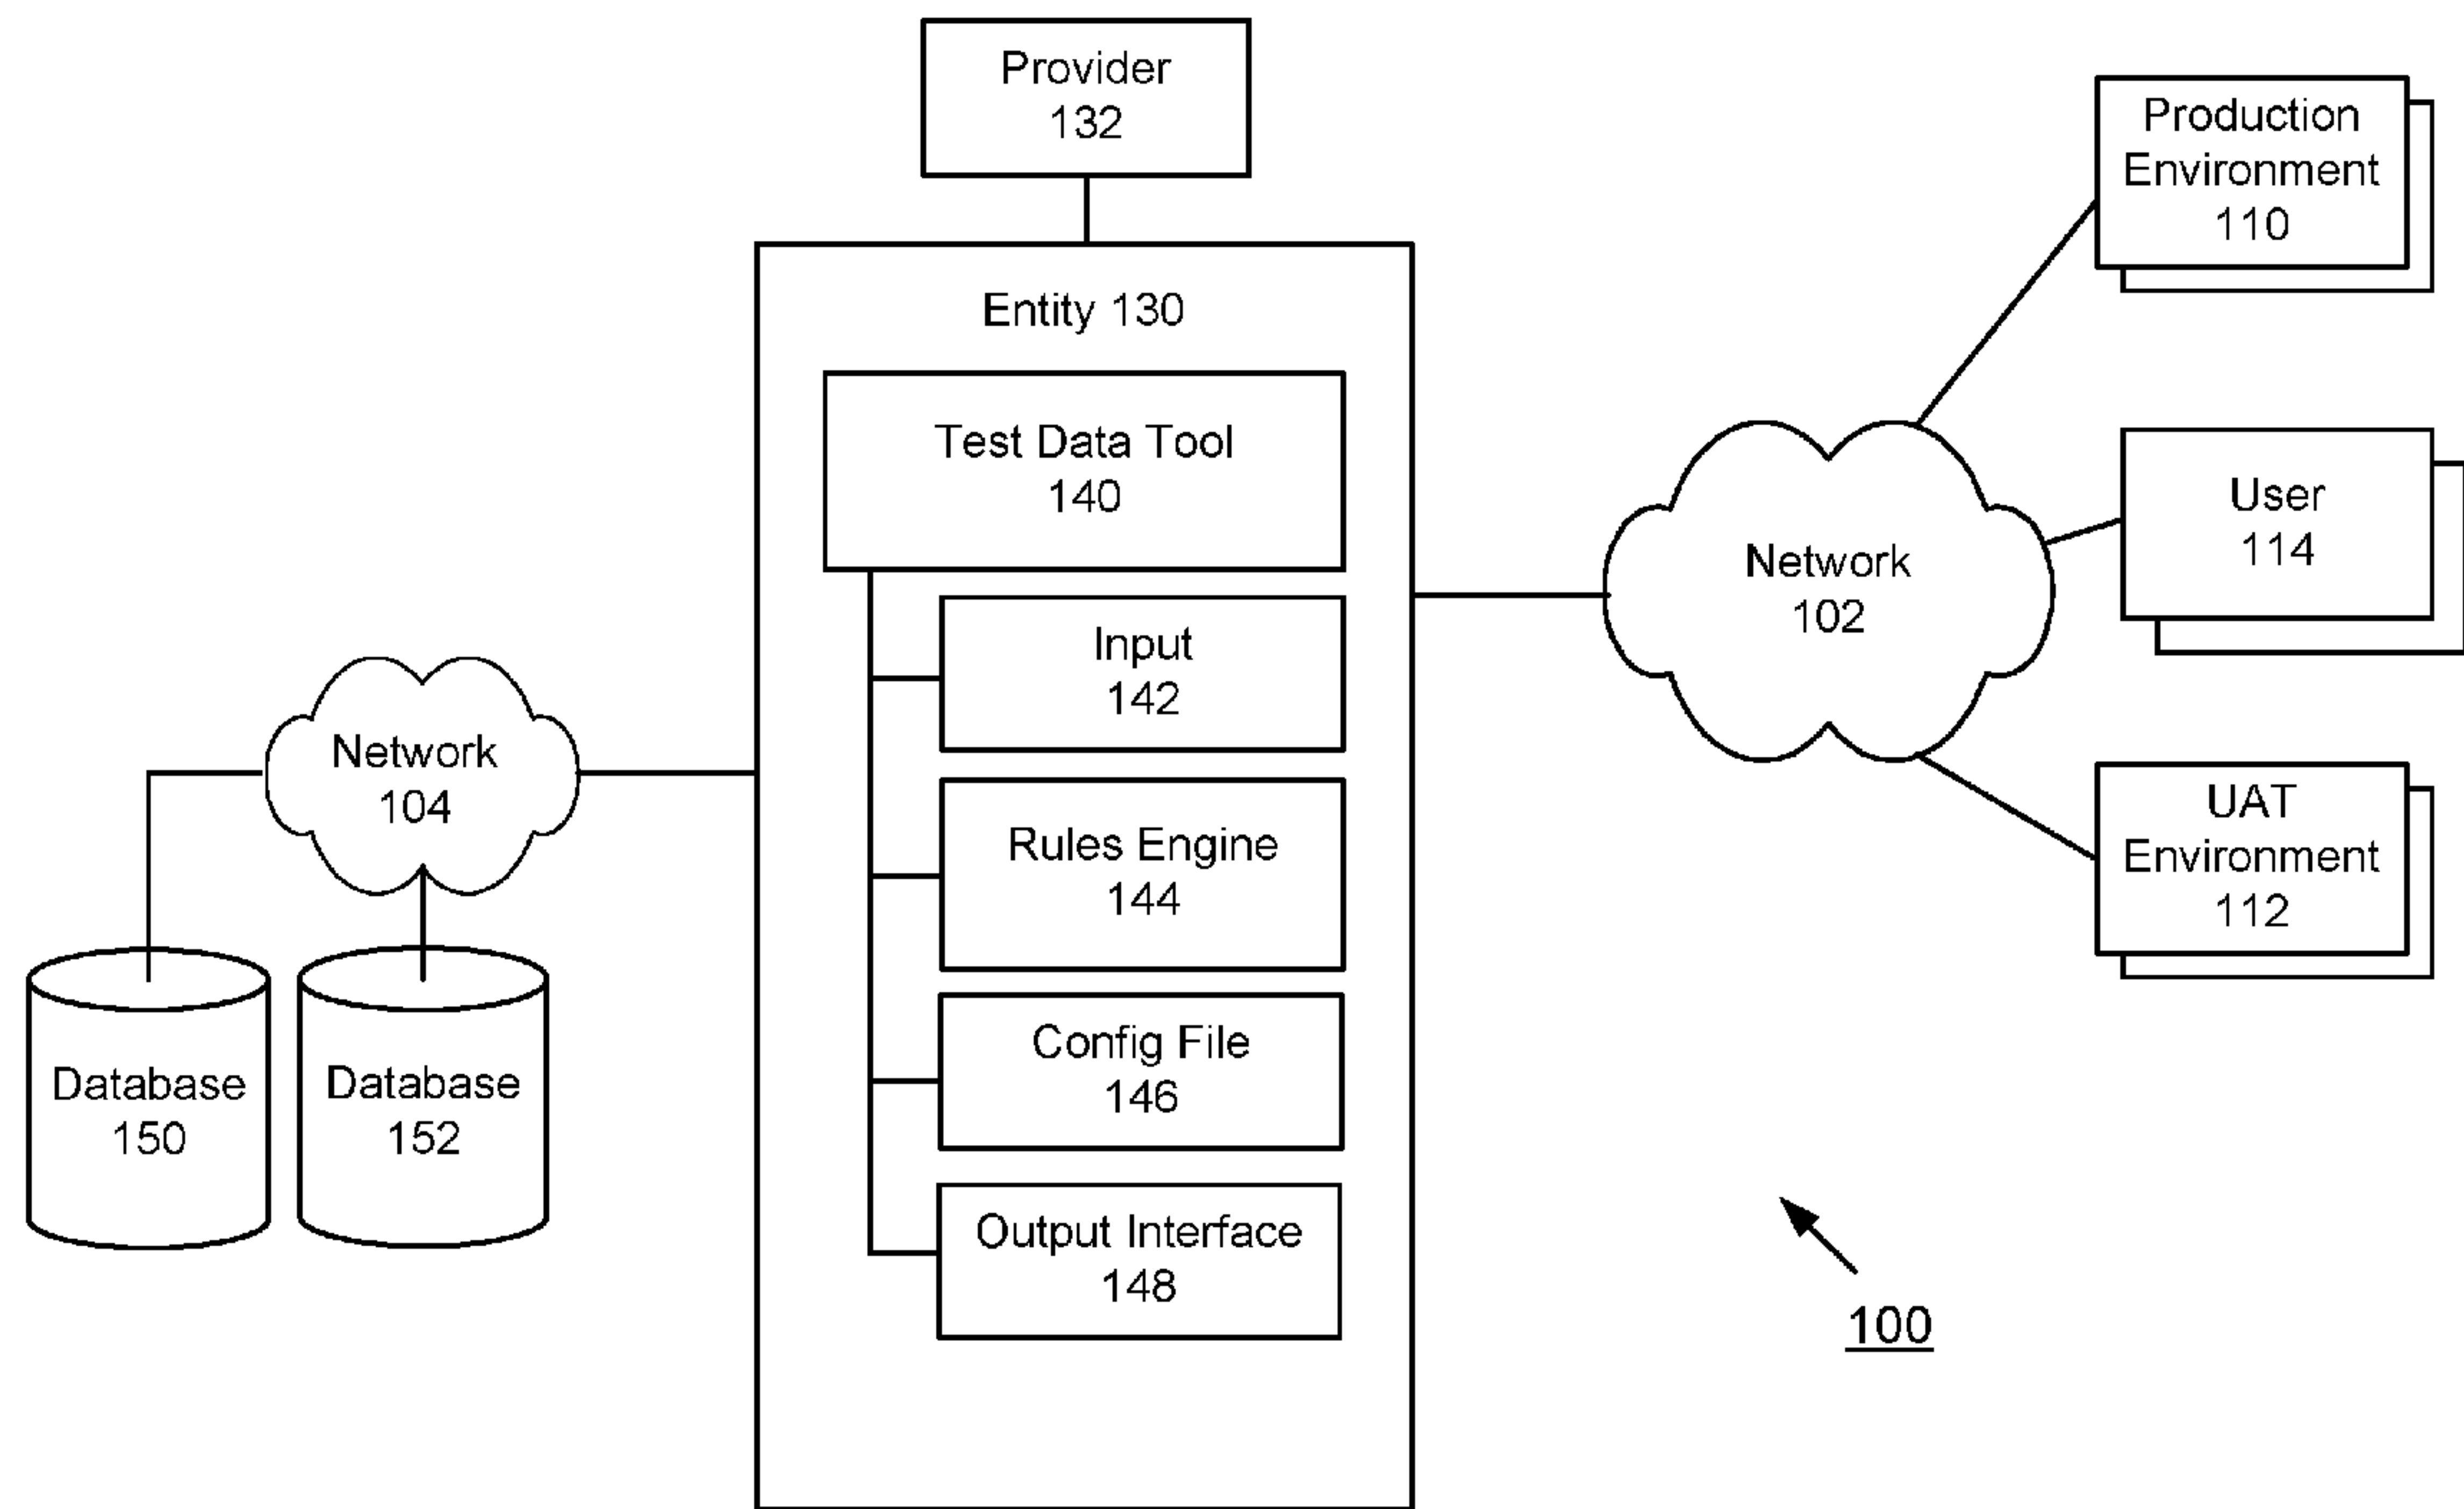 Provider
132
Entity 130
Test Data Tool
140
Input
142
Rules Engine
144
Config File
146
Output Interface
148
Network
104
Database
150
Database
152
Network
102
Production
Environment
110
User
114
UAT
Environment
112
100